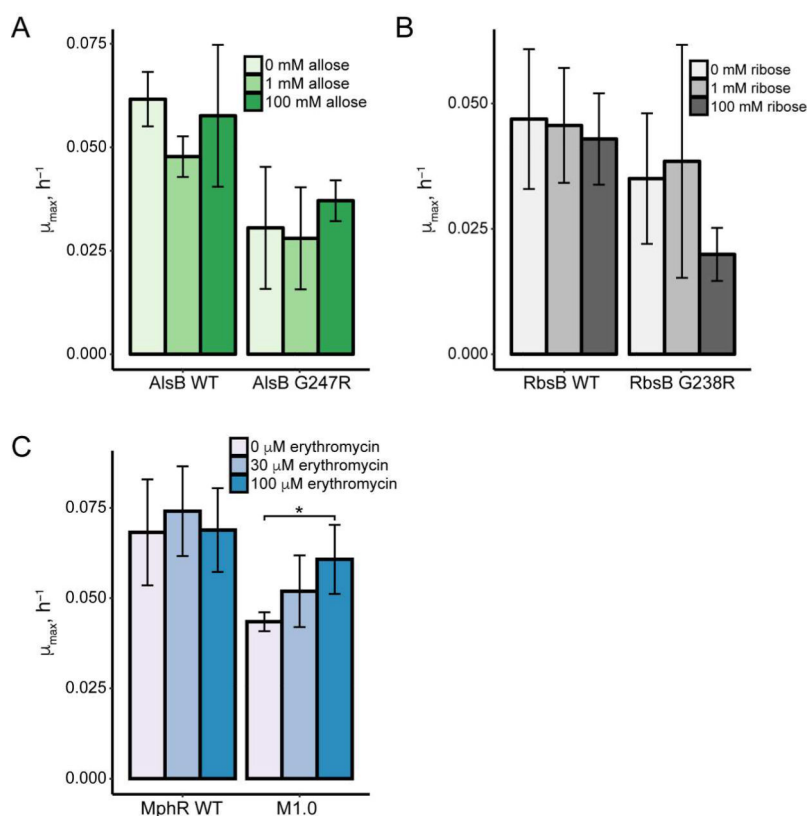 A
0.075
0 mM allose
1 mM allose
100 mM allose
0.050
μmax, h⁻¹
0.025
0.000
AlsB WT AlsB G247R
B
0 mM ribose
1 mM ribose
100 mM ribose
0.050
μmax, h⁻¹
0.025
0.000
RbsB WT RbsB G238R
C
0 μM erythromycin
30 μM erythromycin
100 μM erythromycin
0.075
*
0.050
μmax, h⁻¹
0.025
0.000
MphR WT M1.0